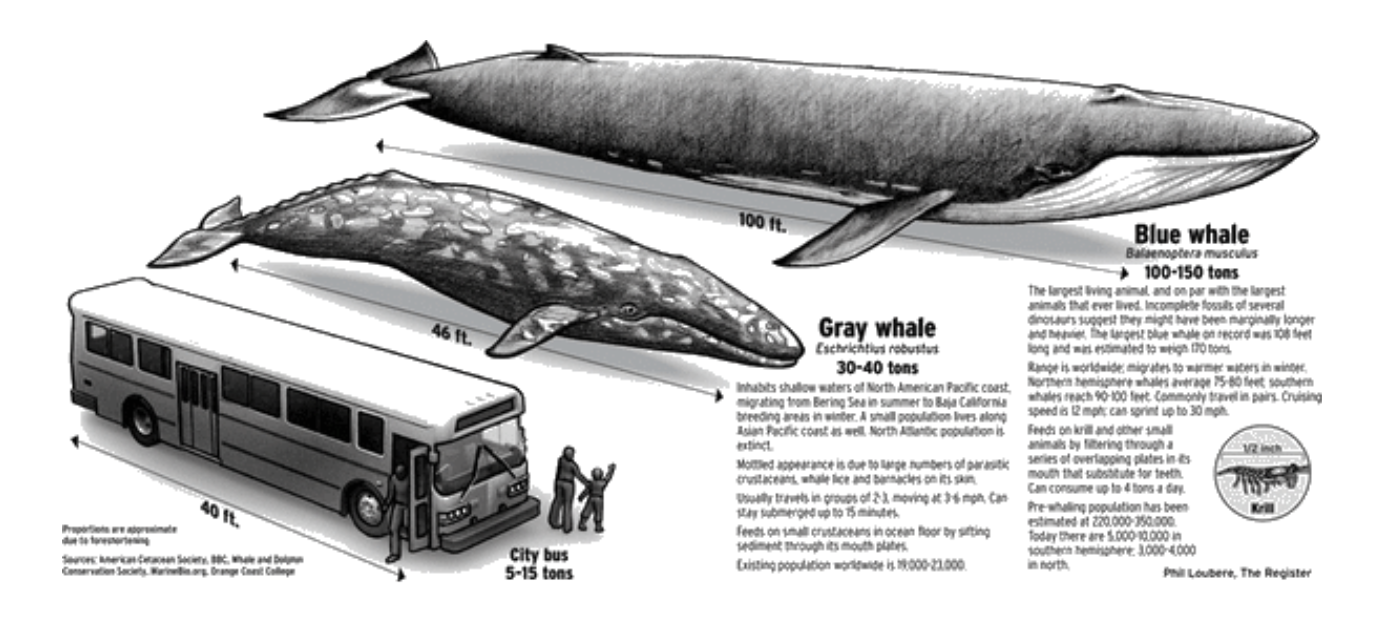 100 ft.
Blue whale
Balaenoptera musculus
100-150 tons
The largest living animal, and on par with the largest
animals that ever lived. Incomplete fossils of several
dinosaurs suggest they might have been marginally longer
and heavier. The largest blue whale on record was 108 feet
long and was estimated to weigh 170 tons.
Range is worldwide; migrates to warmer waters in winter.
Northern hemisphere whales average 75-80 feet; southern
whales reach 90-100 feet. Commonly travel in pairs. Cruising
speed is 12 mph; can sprint up to 30 mph.
Feeds on krill and other small
animals by filtering through a
series of overlapping plates in its
mouth that substitute for teeth.
Can consume up to 4 tons a day.
Pre-whaling population has been
estimated at 220,000-350,000.
Today there are 5,000-10,000 in
southern hemisphere; 3,000-4,000
in north.
1/2 inch
Krill
46 ft.
Gray whale
Eschrichtius robustus
30-40 tons
Inhabits shallow waters of North American Pacific coast,
migrating from Bering Sea in summer to Baja California
breeding areas in winter. A small population lives along
Asian Pacific coast as well. North Atlantic population is
extinct.
Mottled appearance is due to large numbers of parasitic
crustaceans, whale lice and barnacles on its skin.
Usually travels in groups of 2-3, moving at 3-6 mph. Can
stay submerged up to 15 minutes.
Feeds on small crustaceans in ocean floor by sifting
sediment through its mouth plates.
Existing population worldwide is 19,000-23,000.
40 ft.
City bus
5-15 tons
Proportions are approximate
due to foreshortening
Sources: American Cetacean Society, BBC, Whale and Dolphin
Conservation Society, MarineBio.org, Orange Coast College
Phil Loubere, The Register